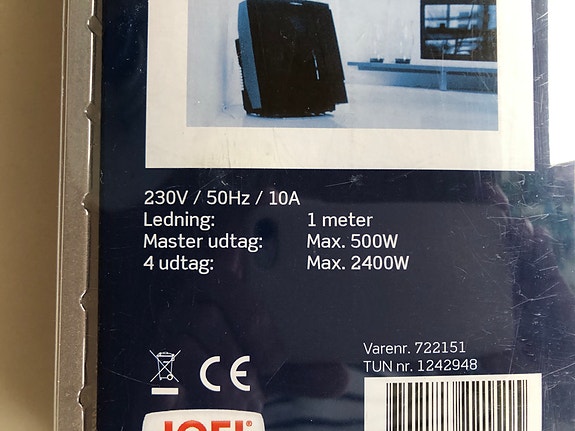 230V / 50Hz / 10A
Ledning: 1 meter
Master udtag: Max. 500W
4 udtag: Max. 2400W
Varenr. 722151
TUN nr. 1242948
CE